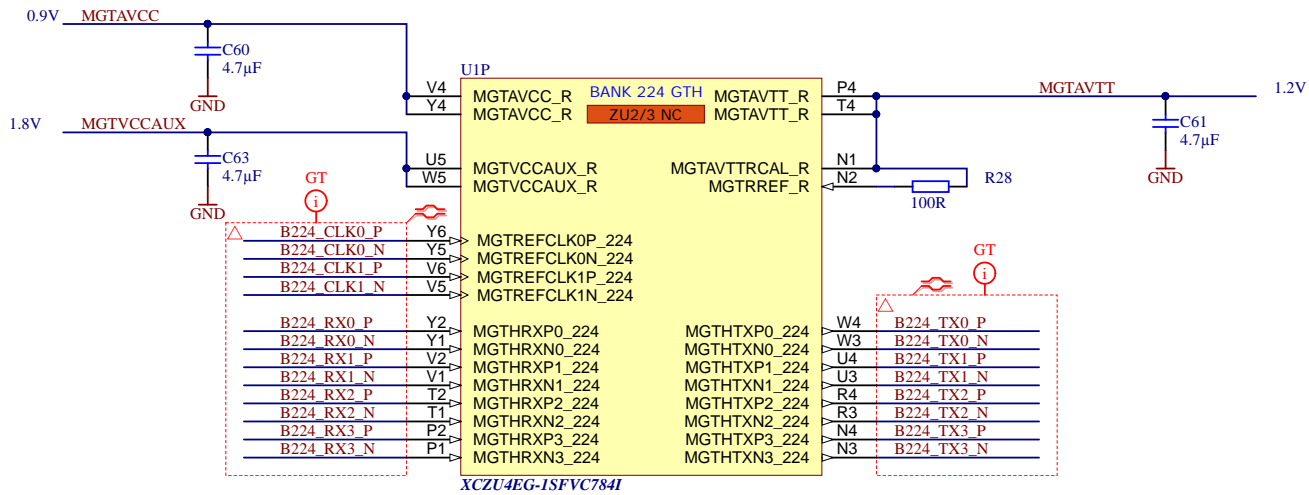 0.9V MGTAVCC
C60
4.7µF
GND
1.8V MGTVCCAUX
C63
4.7µF
GND
U1P
BANK 224 GTH
ZU2/3 NC
V4 MGTAVCC_R
Y4 MGTAVCC_R
U5 MGTVCCAUX_R
W5 MGTVCCAUX_R
MGTAVTT_R P4
MGTAVTT_R T4
MGTAVTT 1.2V
C61
4.7µF
GND
MGTAVTTRCAL_R N1
MGTRREF_R N2
R28
100R
GT
i
B224_CLK0_P Y6 MGTREFCLK0P_224
B224_CLK0_N Y5 MGTREFCLK0N_224
B224_CLK1_P V6 MGTREFCLK1P_224
B224_CLK1_N V5 MGTREFCLK1N_224
B224_RX0_P Y2 MGTHRXP0_224
B224_RX0_N Y1 MGTHRXN0_224
B224_RX1_P V2 MGTHRXP1_224
B224_RX1_N V1 MGTHRXN1_224
B224_RX2_P T2 MGTHRXP2_224
B224_RX2_N T1 MGTHRXN2_224
B224_RX3_P P2 MGTHRXP3_224
B224_RX3_N P1 MGTHRXN3_224
GT
i
MGTHTXP0_224 W4 B224_TX0_P
MGTHTXN0_224 W3 B224_TX0_N
MGTHTXP1_224 U4 B224_TX1_P
MGTHTXN1_224 U3 B224_TX1_N
MGTHTXP2_224 R4 B224_TX2_P
MGTHTXN2_224 R3 B224_TX2_N
MGTHTXP3_224 N4 B224_TX3_P
MGTHTXN3_224 N3 B224_TX3_N
XCZU4EG-1SFVC784I